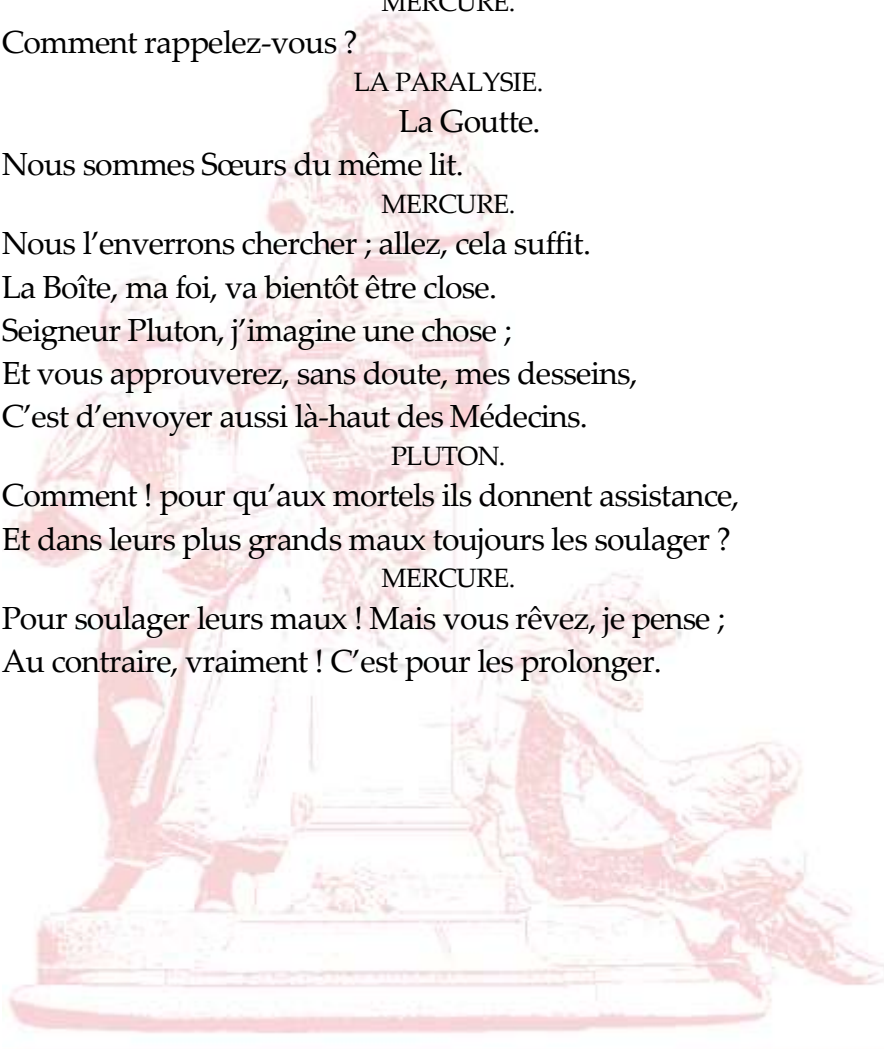 MERCURE.
Comment rappelez-vous ?
LA PARALYSIE.
La Goutte.
Nous sommes Sœurs du même lit.
MERCURE.
Nous l’enverrons chercher ; allez, cela suffit.
La Boîte, ma foi, va bientôt être close.
Seigneur Pluton, j’imagine une chose ;
Et vous approuverez, sans doute, mes desseins,
C’est d’envoyer aussi là-haut des Médecins.
PLUTON.
Comment ! pour qu’aux mortels ils donnent assistance,
Et dans leurs plus grands maux toujours les soulager ?
MERCURE.
Pour soulager leurs maux ! Mais vous rêvez, je pense ;
Au contraire, vraiment ! C’est pour les prolonger.